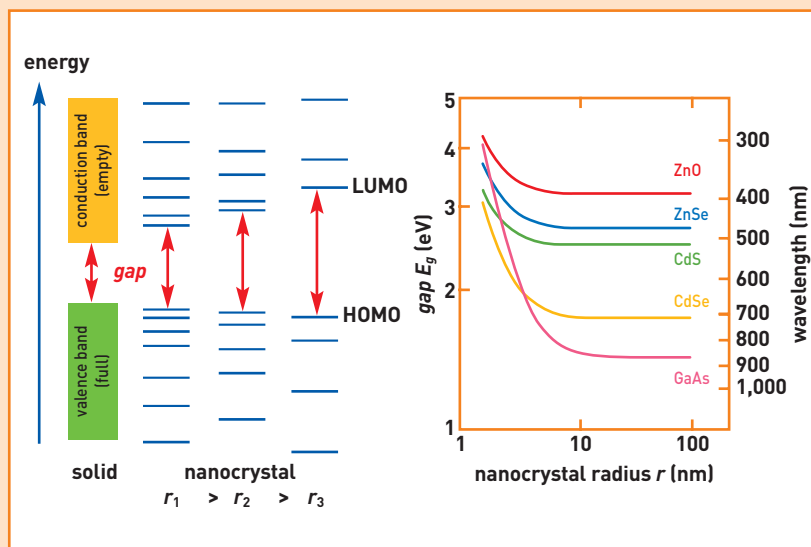 energy
conduction band
(empty)
gap
valence band
(full)
LUMO
HOMO
solid
nanocrystal
r1 > r2 > r3
gap Eg (eV)
5
4
3
2
1
ZnO
ZnSe
CdS
CdSe
GaAs
300
400
500
600
700
800
900
1,000
wavelength (nm)
1
10
100
nanocrystal radius r (nm)